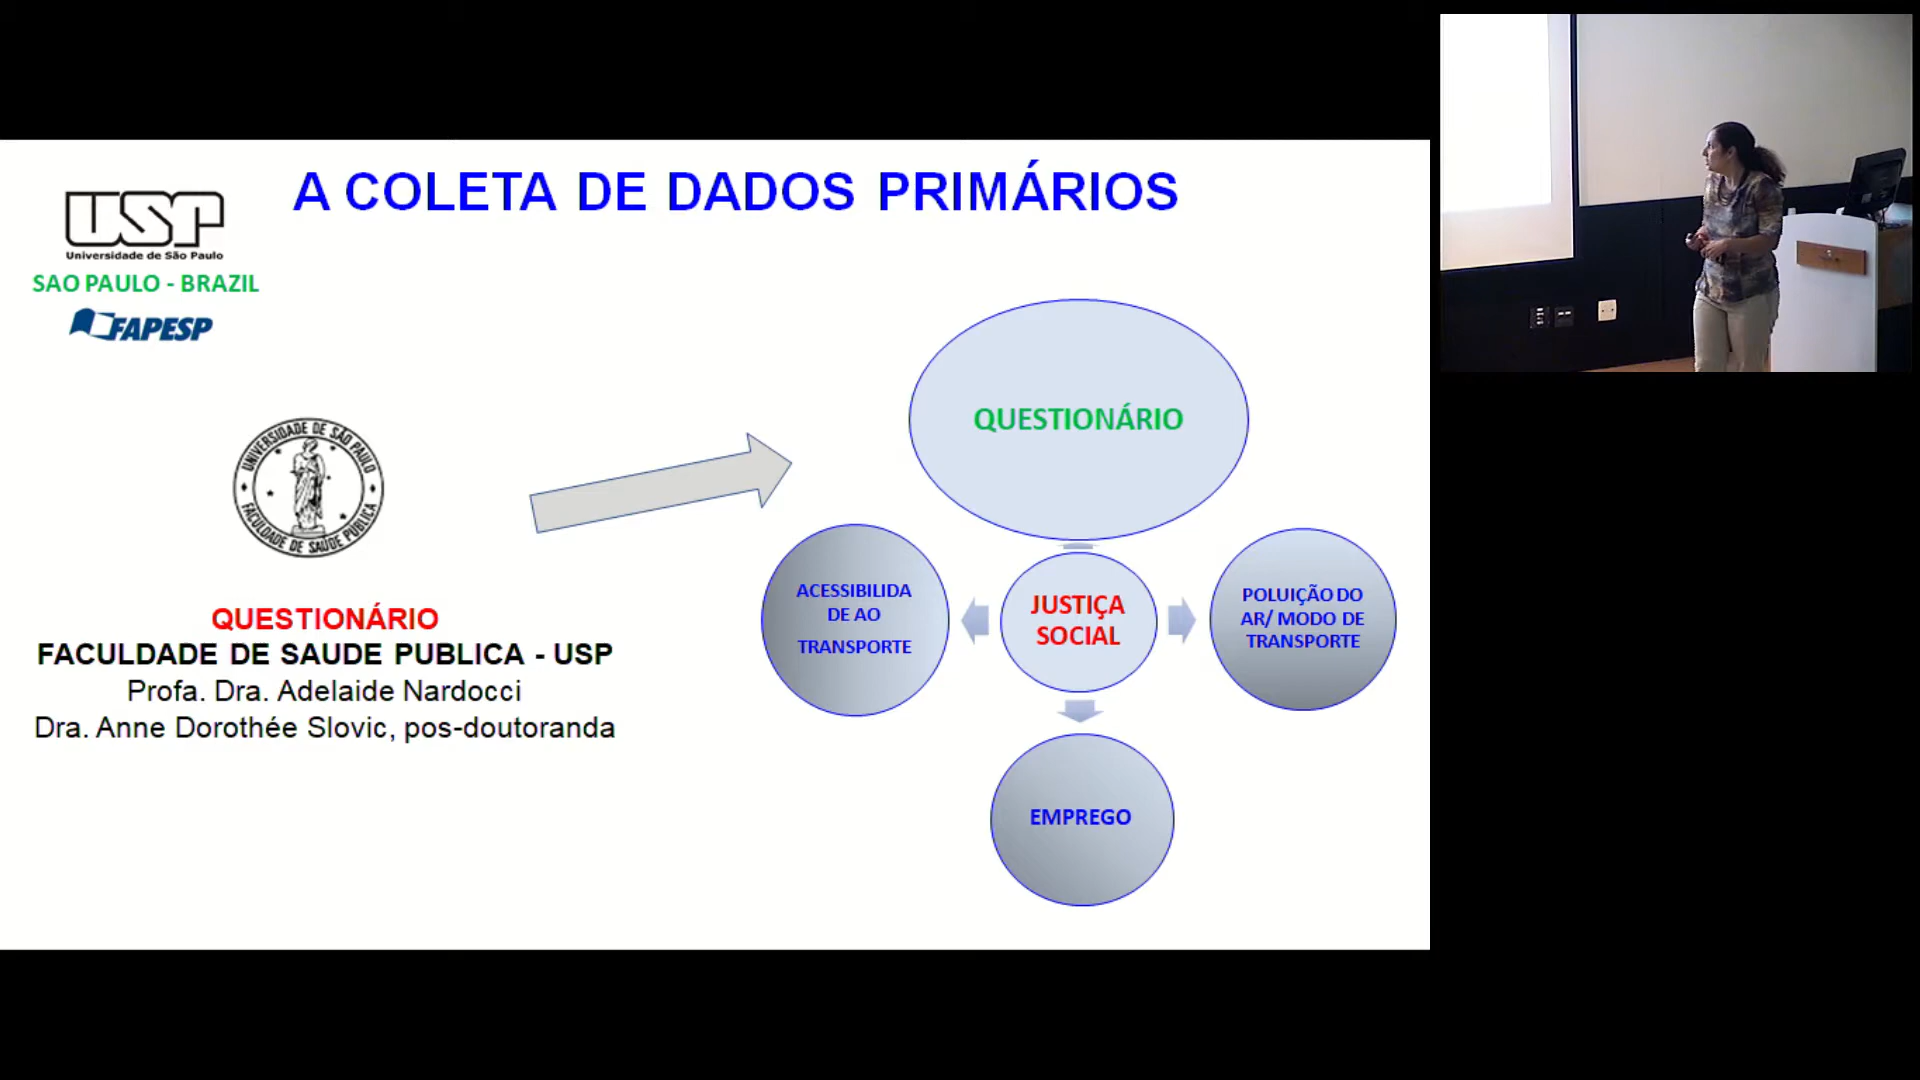 A COLETA DE DADOS PRIMÁRIOS
USP
Universidade de São Paulo
SAO PAULO - BRAZIL
FAPESP
UNIVERSIDADE DE SÃO PAULO
FACULDADE DE SAÚDE PÚBLICA
QUESTIONÁRIO
FACULDADE DE SAUDE PUBLICA - USP
Profa. Dra. Adelaide Nardocci
Dra. Anne Dorothée Slovic, pos-doutoranda
QUESTIONÁRIO
ACESSIBILIDA
DE AO
TRANSPORTE
JUSTIÇA
SOCIAL
POLUIÇÃO DO
AR/ MODO DE
TRANSPORTE
EMPREGO